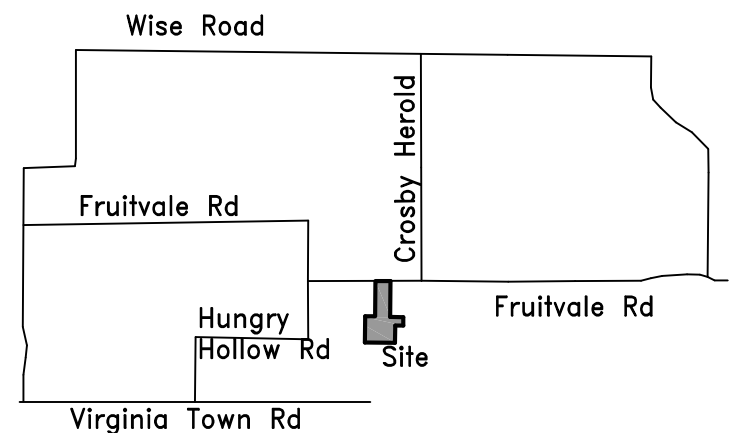 Wise Road
Crosby Herold
Fruitvale Rd
Fruitvale Rd
Hungry
Hollow Rd
Site
Virginia Town Rd